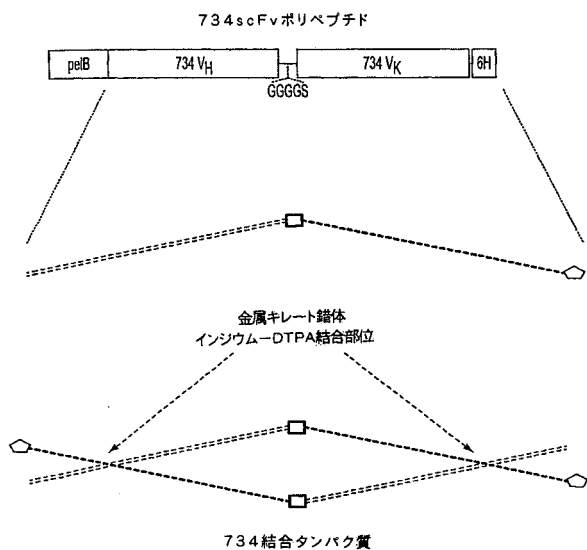 734scFvポリペプチド
pelB 734 VH 1 734 VK 6H
GGGGS
金属キレート錯体
インジウムーDTPA結合部位
734結合タンパク質